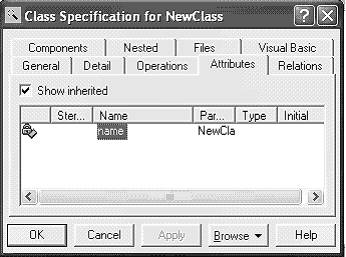 Class Specification for NewClass
Components Nested Files Visual Basic
General Detail Operations Attributes Relations
Show inherited
Ster... Name Par... Type Initial
name NewCla
OK Cancel Apply Browse Help